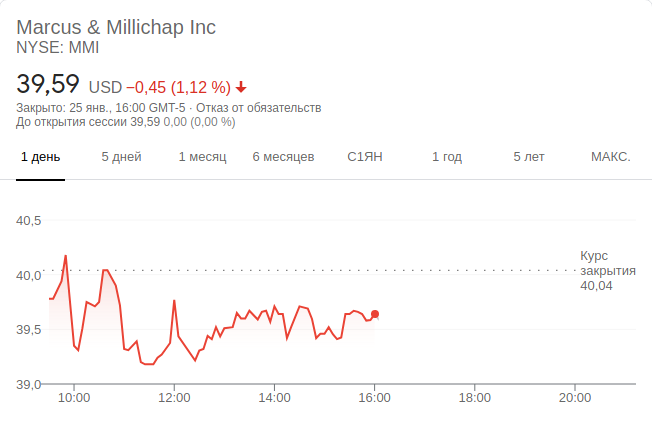 Marcus & Millichap Inc
NYSE: MMI
39,59 USD −0,45 (1,12 %)
Закрыто: 25 янв., 16:00 GMT-5 · Отказ от обязательств
До открытия сессии 39,59 0,00 (0,00 %)
1 день 5 дней 1 месяц 6 месяцев С1ЯН 1 год 5 лет МАКС.
40,5
40,0
39,5
39,0
Курс
закрытия
40,04
10:00 12:00 14:00 16:00 18:00 20:00